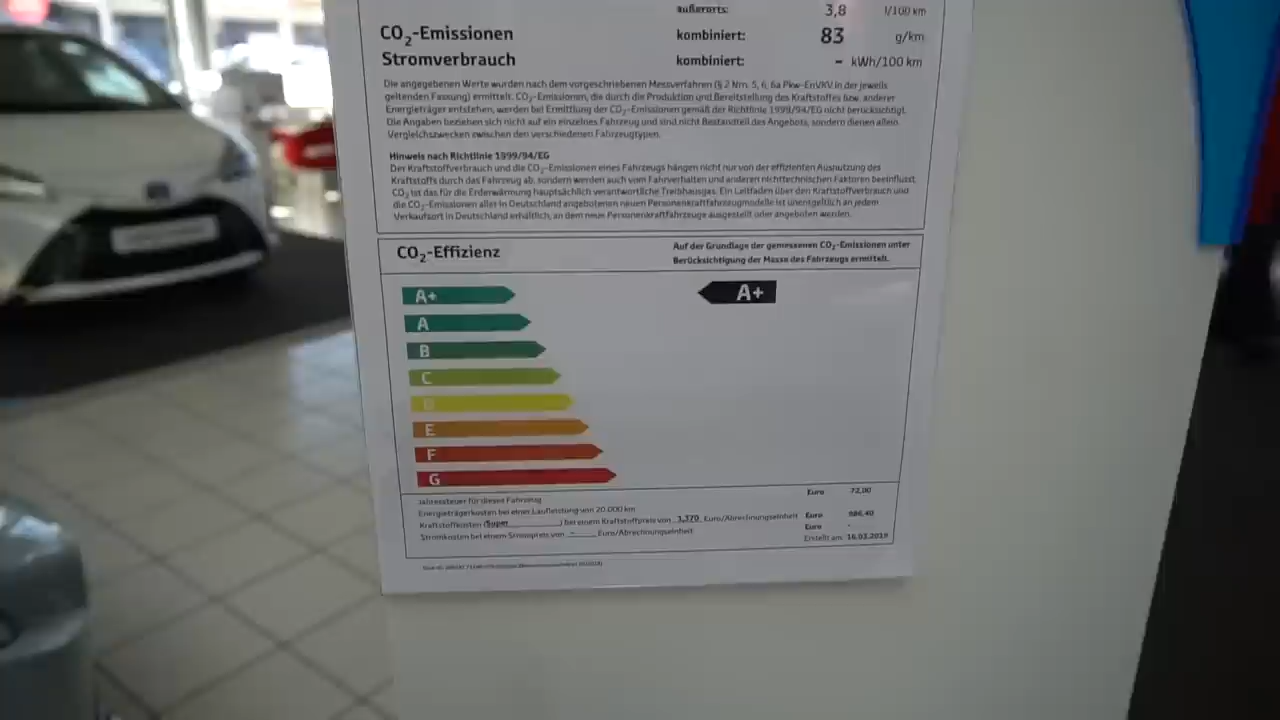 außerorts: 3,8 l/100 km
CO₂-Emissionen kombiniert: 83 g/km
Stromverbrauch kombiniert: - kWh/100 km
Die angegebenen Werte wurden nach dem vorgeschriebenen Messverfahren (§ 2 Nrn. 5, 6, 6a Pkw-EnVKV in der jeweils
geltenden Fassung) ermittelt. CO₂-Emissionen, die durch die Produktion und Bereitstellung des Kraftstoffes bzw. anderer
Energieträger entstehen, werden bei Ermittlung der CO₂-Emissionen gemäß der Richtlinie 1999/94/EG nicht berücksichtigt.
Die Angaben beziehen sich nicht auf ein einzelnes Fahrzeug und sind nicht Bestandteil des Angebots, sondern dienen allein
Vergleichszwecken zwischen den verschiedenen Fahrzeugtypen.
Hinweis nach Richtlinie 1999/94/EG
Der Kraftstoffverbrauch und die CO₂-Emissionen eines Fahrzeugs hängen nicht nur von der effizienten Ausnutzung des
Kraftstoffs durch das Fahrzeug ab, sondern werden auch vom Fahrverhalten und anderen nichttechnischen Faktoren beeinflusst.
CO₂ ist das für die Erderwärmung hauptsächlich verantwortliche Treibhausgas. Ein Leitfaden über den Kraftstoffverbrauch und
die CO₂-Emissionen aller in Deutschland angebotenen neuen Personenkraftfahrzeugmodelle ist unentgeltlich an jedem
Verkaufsort in Deutschland erhältlich, an dem neue Personenkraftfahrzeuge ausgestellt oder angeboten werden.
CO₂-Effizienz
Auf der Grundlage der gemessenen CO₂-Emissionen unter
Berücksichtigung der Masse des Fahrzeugs ermittelt.
A+ A+
A
B
C
D
E
F
G
Jahressteuer für dieses Fahrzeug Euro 72,00
Energieträgerkosten bei einer Laufleistung von 20.000 km
Kraftstoffkosten (Super) bei einem Kraftstoffpreis von 1,370 Euro/Abrechnungseinheit Euro 986,40
Stromkosten bei einem Strompreis von - Euro/Abrechnungseinheit Euro -
Erstellt am: 16.03.2019